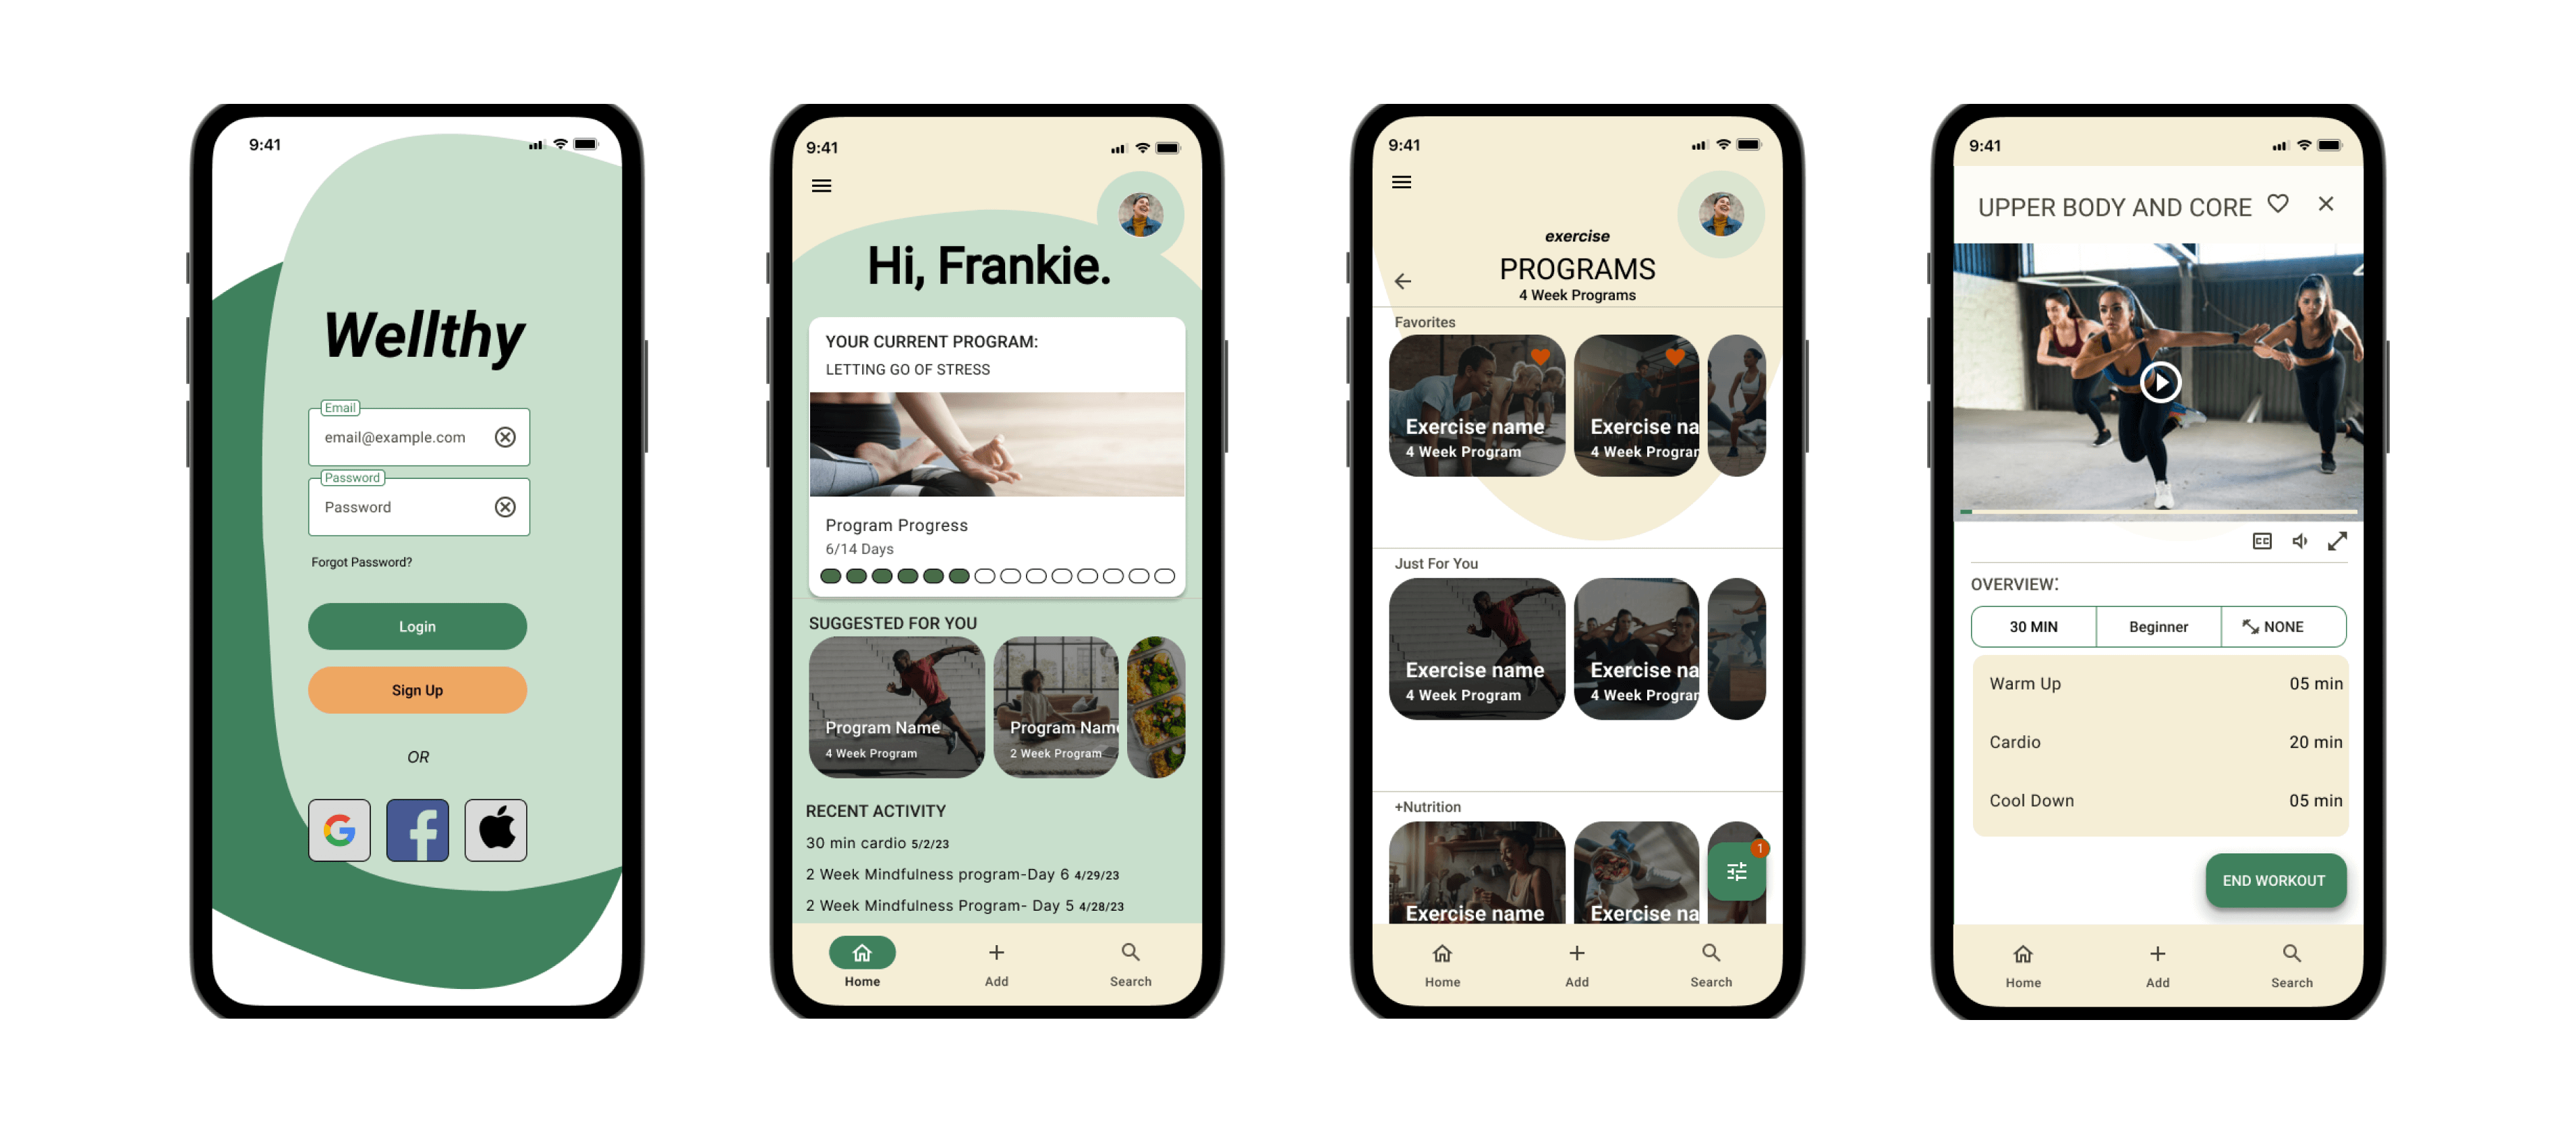 9:41
Wellthy
Email
email@example.com
Password
Password
Forgot Password?
Login
Sign Up
OR
9:41
Hi, Frankie.
YOUR CURRENT PROGRAM:
LETTING GO OF STRESS
Program Progress
6/14 Days
SUGGESTED FOR YOU
Program Name
4 Week Program
Program Nam
2 Week Program
RECENT ACTIVITY
30 min cardio 5/2/23
2 Week Mindfulness program-Day 6 4/29/23
2 Week Mindfulness Program- Day 5 4/28/23
Home
Add
Search
9:41
exercise
PROGRAMS
4 Week Programs
Favorites
Exercise name
4 Week Program
Exercise na
4 Week Progra
Just For You
Exercise name
4 Week Program
Exercise na
4 Week Progra
+Nutrition
1
Exercise name
Exercise na
Home
Add
Search
9:41
UPPER BODY AND CORE
CC
OVERVIEW:
30 MIN
Beginner
NONE
Warm Up 05 min
Cardio 20 min
Cool Down 05 min
END WORKOUT
Home
Add
Search